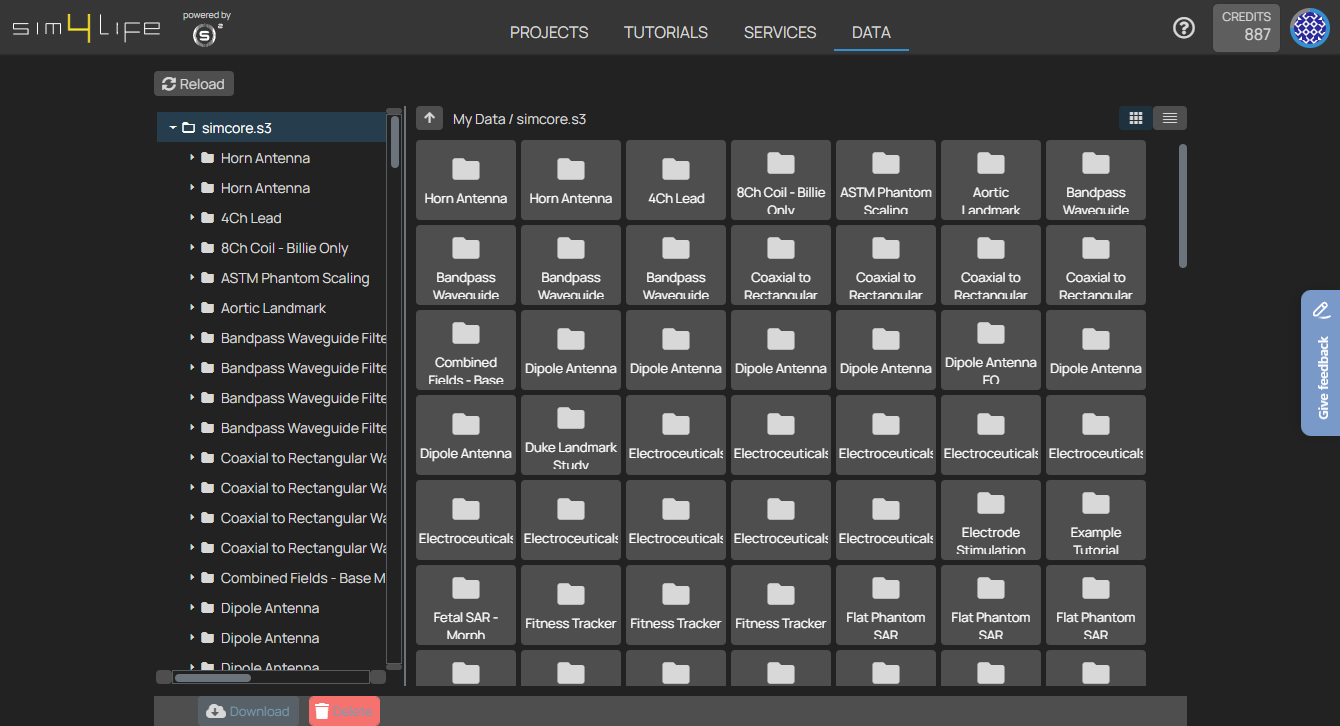 sim4Life
powered by
S 2
PROJECTS
TUTORIALS
SERVICES
DATA
?
CREDITS
887
Reload
simcore.s3
Horn Antenna
Horn Antenna
4Ch Lead
8Ch Coil - Billie Only
ASTM Phantom Scaling
Aortic Landmark
Bandpass Waveguide Filte
Bandpass Waveguide Filte
Bandpass Waveguide Filte
Bandpass Waveguide Filte
Coaxial to Rectangular Wa
Coaxial to Rectangular Wa
Coaxial to Rectangular Wa
Coaxial to Rectangular Wa
Combined Fields - Base M
Dipole Antenna
Dipole Antenna
Dipole Antenna
My Data / simcore.s3
Horn Antenna
Horn Antenna
4Ch Lead
8Ch Coil - Billie
Only
ASTM Phantom
Scaling
Aortic
Landmark
Bandpass
Waveguide
Bandpass
Waveguide
Bandpass
Waveguide
Bandpass
Waveguide
Coaxial to
Rectangular
Coaxial to
Rectangular
Coaxial to
Rectangular
Coaxial to
Rectangular
Combined
Fields - Base
Dipole Antenna
Dipole Antenna
Dipole Antenna
Dipole Antenna
Dipole Antenna
EO
Dipole Antenna
Dipole Antenna
Duke Landmark
Study
Electroceuticals
Electroceuticals
Electroceuticals
Electroceuticals
Electroceuticals
Electroceuticals
Electroceuticals
Electroceuticals
Electroceuticals
Electroceuticals
Electrode
Stimulation
Example
Tutorial
Fetal SAR -
Morph
Fitness Tracker
Fitness Tracker
Fitness Tracker
Flat Phantom
SAR
Flat Phantom
SAR
Flat Phantom
SAR
Give feedback
Download
Delete